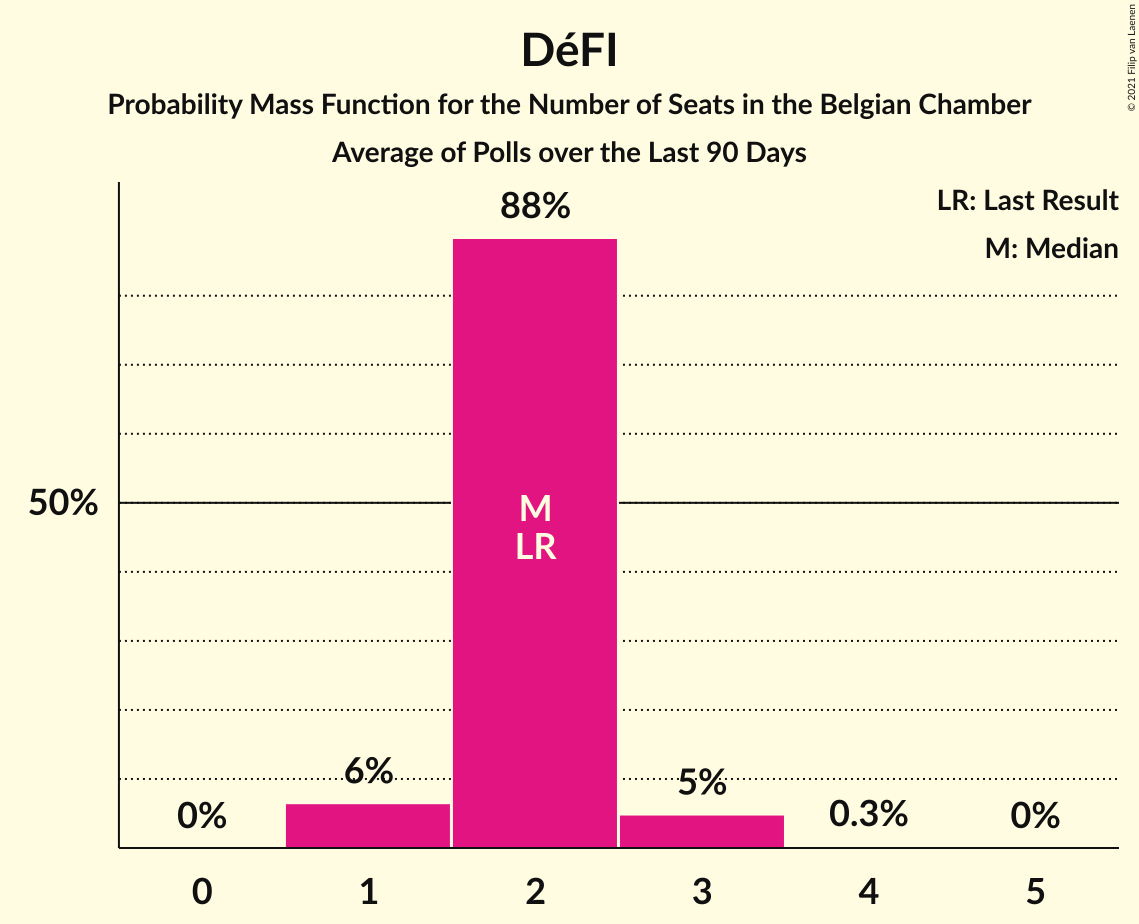 DéFI
Probability Mass Function for the Number of Seats in the Belgian Chamber
Average of Polls over the Last 90 Days
© 2021 Filip van Laenen
LR: Last Result
M: Median
88%
50%
M
LR
6%
5%
0%
0.3%
0%
0 1 2 3 4 5